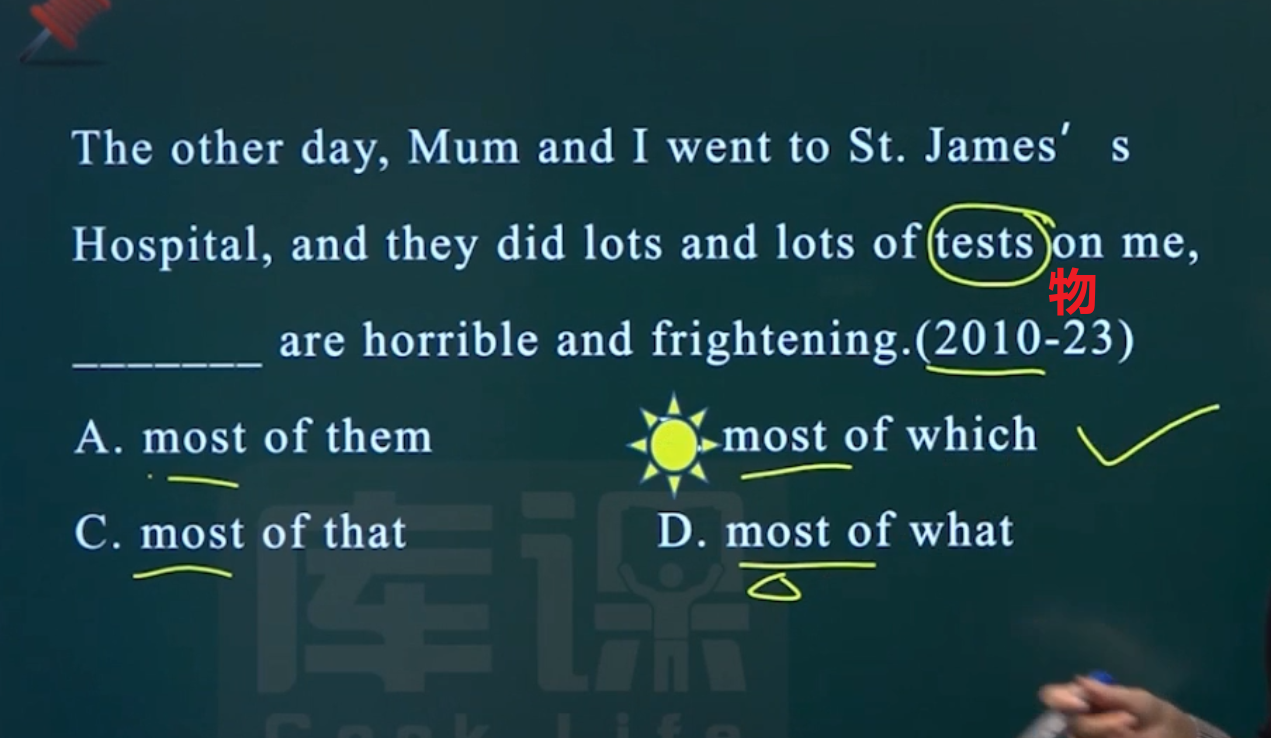 The other day, Mum and I went to St. James′ s
Hospital, and they did lots and lots of tests on me,
物
_______ are horrible and frightening.(2010-23)
A. most of them
most of which
C. most of that
D. most of what
库课